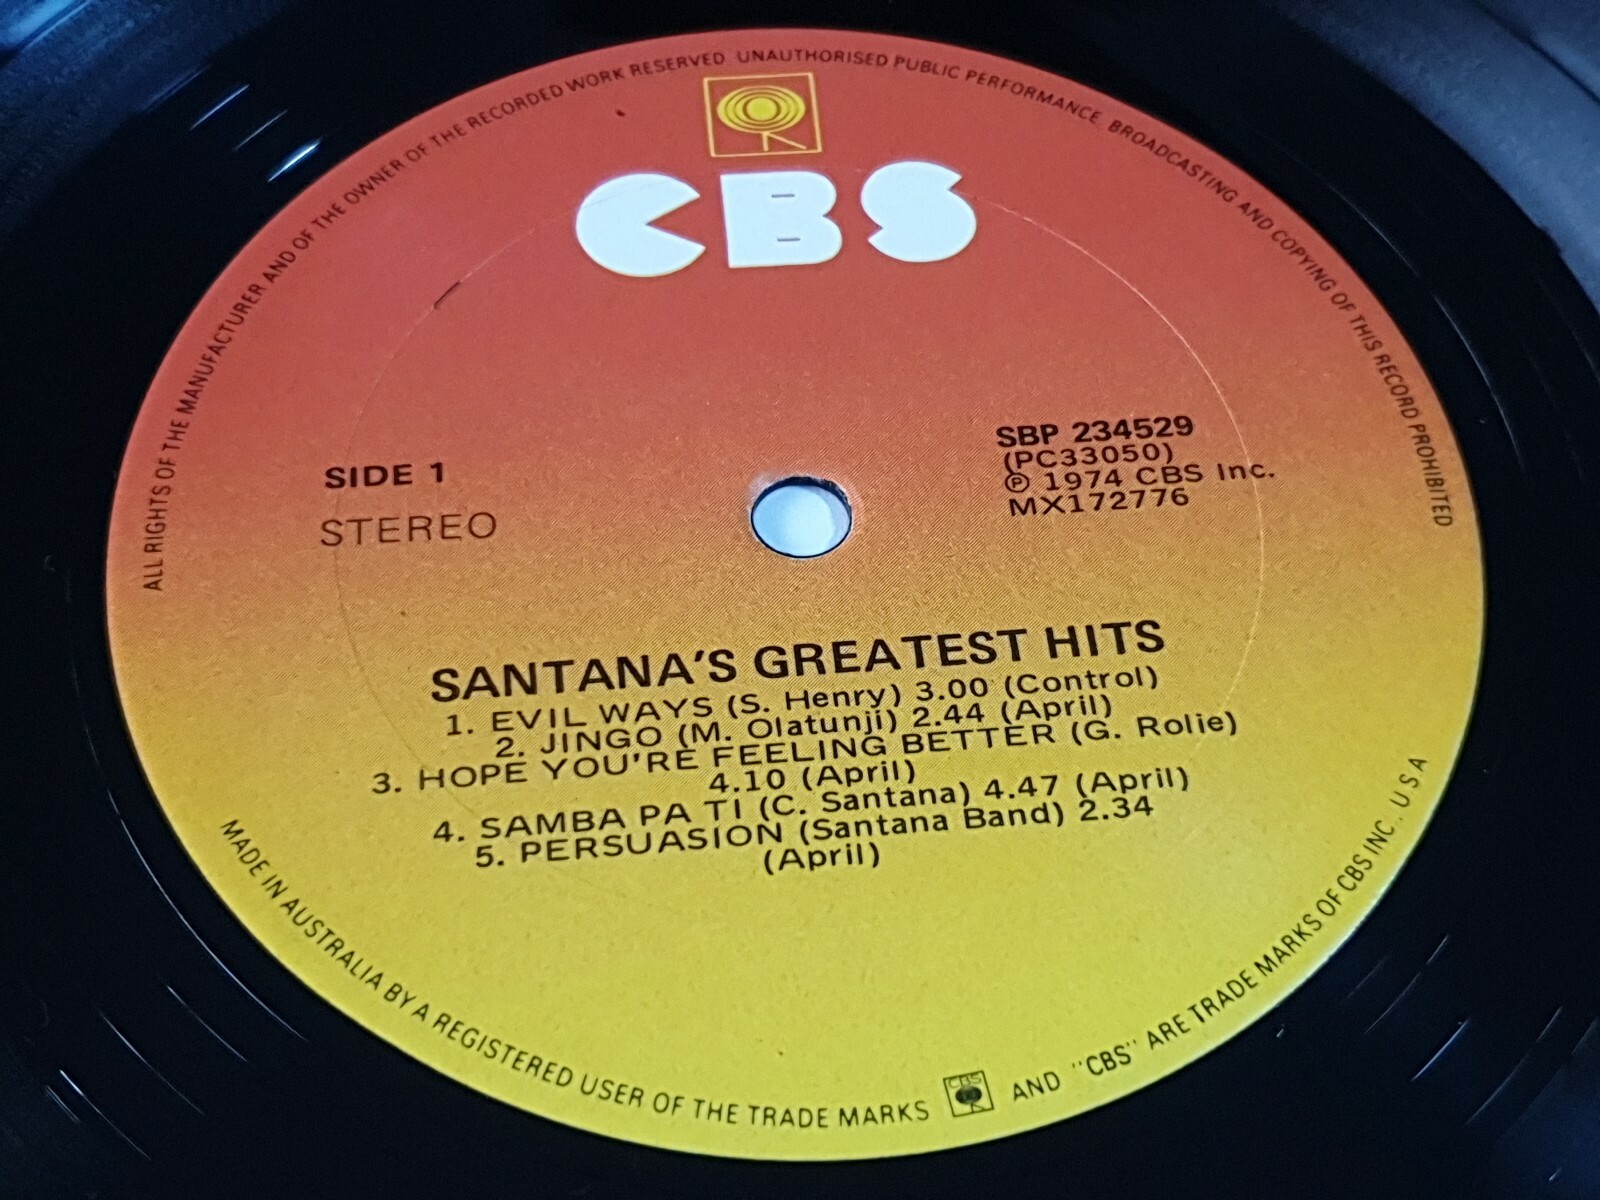 ALL RIGHTS OF THE MANUFACTURER AND OF THE OWNER OF THE RECORDED WORK RESERVED UNAUTHORISED PUBLIC PERFORMANCE BROADCASTING AND COPYING OF THIS RECORD PROHIBITED
CBS
SIDE 1
STEREO
SBP 234529
(PC33050)
℗ 1974 CBS Inc.
MX172776
SANTANA'S GREATEST HITS
1. EVIL WAYS (S. Henry) 3.00 (Control)
2. JINGO (M. Olatunji) 2.44 (April)
3. HOPE YOU'RE FEELING BETTER (G. Rolie)
4.10 (April)
4. SAMBA PA TI (C. Santana) 4.47 (April)
5. PERSUASION (Santana Band) 2.34
(April)
MADE IN AUSTRALIA BY A REGISTERED USER OF THE TRADE MARKS CBS AND "CBS" ARE TRADE MARKS OF CBS INC., U.S.A